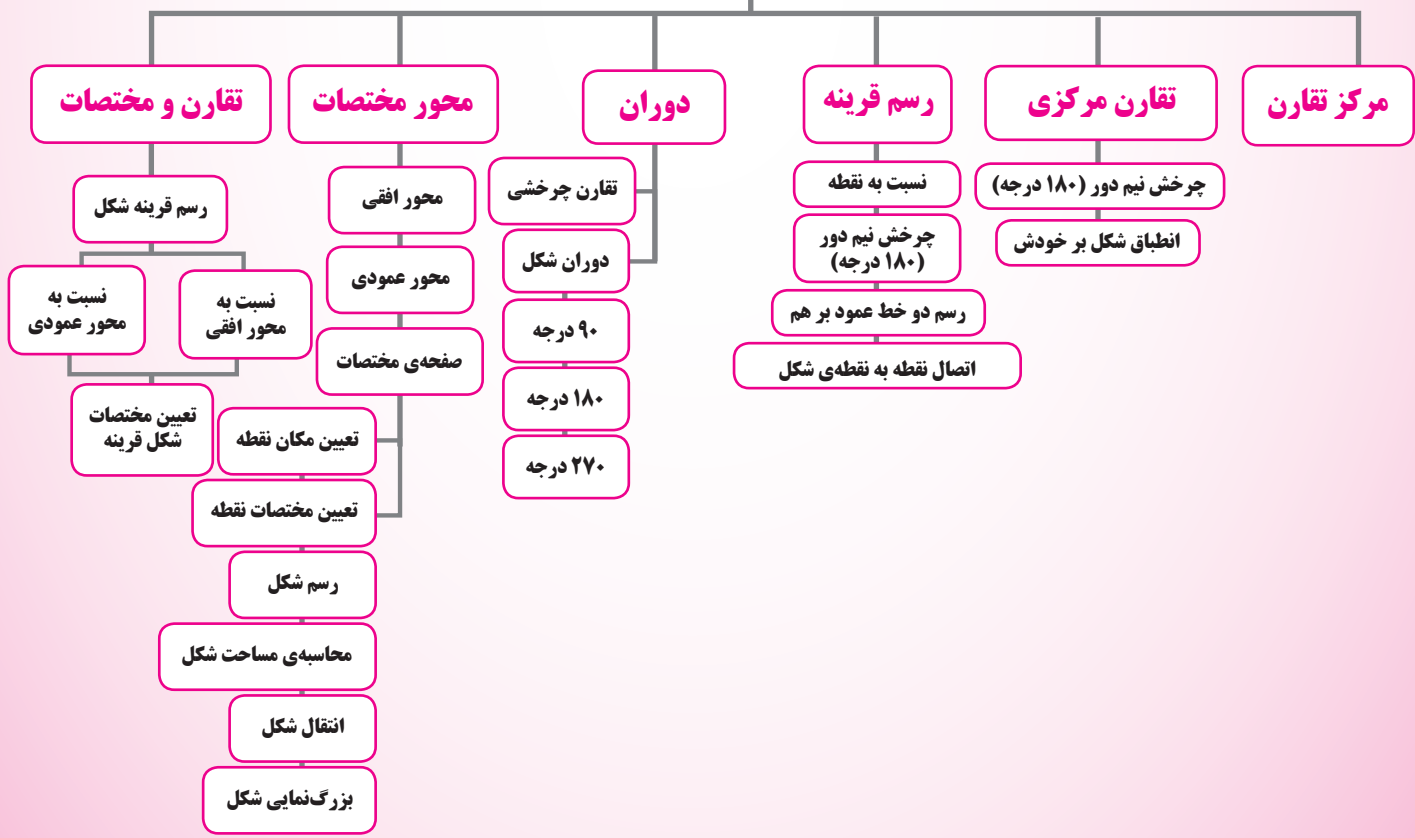 مرکز تقارن
تقارن مرکزی
چرخش نیم دور (۱۸۰ درجه)
انطباق شکل بر خودش
رسم قرینه
نسبت به نقطه
چرخش نیم دور
(۱۸۰ درجه)
رسم دو خط عمود بر هم
اتصال نقطه به نقطه‌ی شکل
دوران
تقارن چرخشی
دوران شکل
۹۰ درجه
۱۸۰ درجه
۲۷۰ درجه
محور مختصات
محور افقی
محور عمودی
صفحه‌ی مختصات
تعیین مکان نقطه
تعیین مختصات نقطه
رسم شکل
محاسبه‌ی مساحت شکل
انتقال شکل
بزرگ‌نمایی شکل
تقارن و مختصات
رسم قرینه شکل
نسبت به
محور افقی
نسبت به
محور عمودی
تعیین مختصات
شکل قرینه